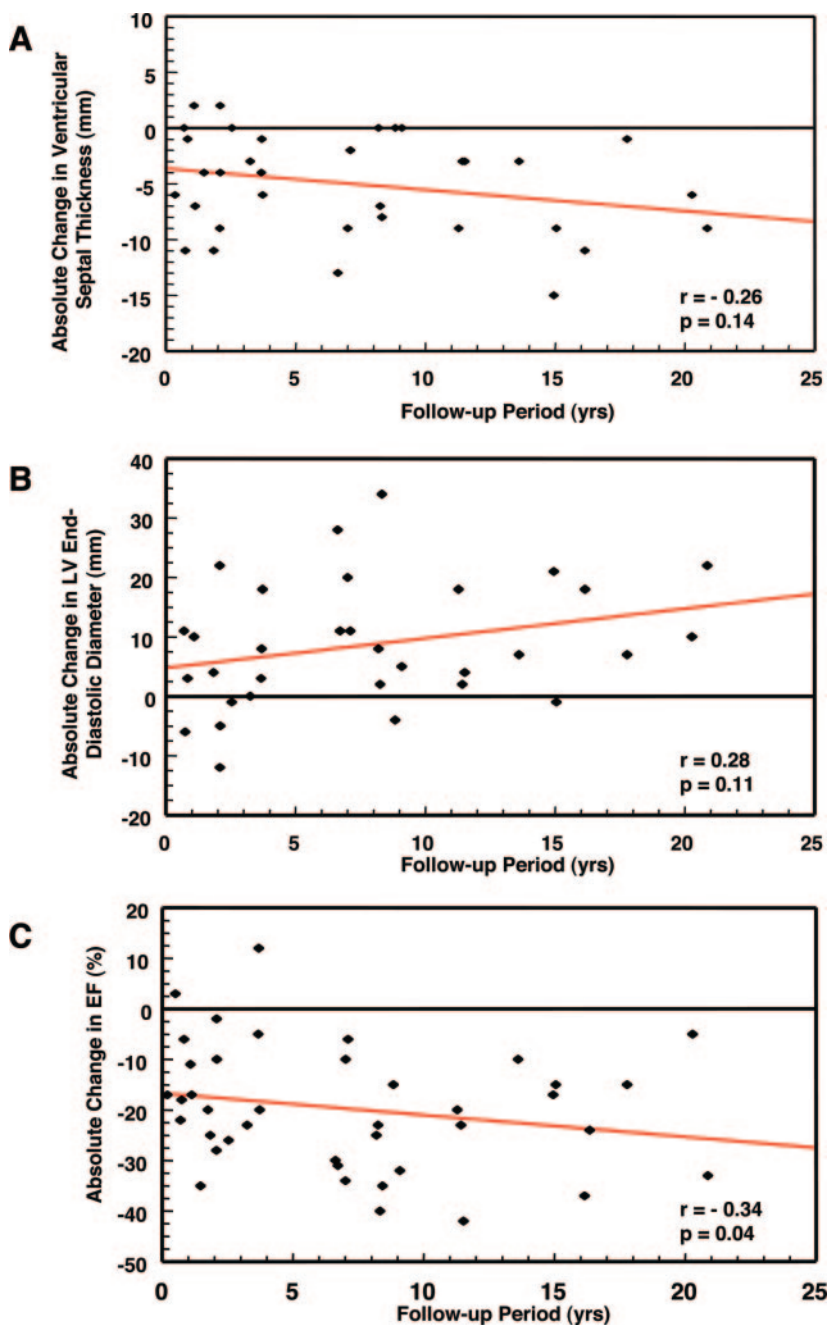 A
Absolute Change in Ventricular
Septal Thickness (mm)
10
5
0
-5
-10
-15
-20
r = - 0.26
p = 0.14
0 5 10 15 20 25
Follow-up Period (yrs)
B
Absolute Change in LV End-
Diastolic Diameter (mm)
40
30
20
10
0
-10
-20
r = 0.28
p = 0.11
0 5 10 15 20 25
Follow-up Period (yrs)
C
Absolute Change in EF (%)
20
10
0
-10
-20
-30
-40
-50
r = - 0.34
p = 0.04
0 5 10 15 20 25
Follow-up Period (yrs)